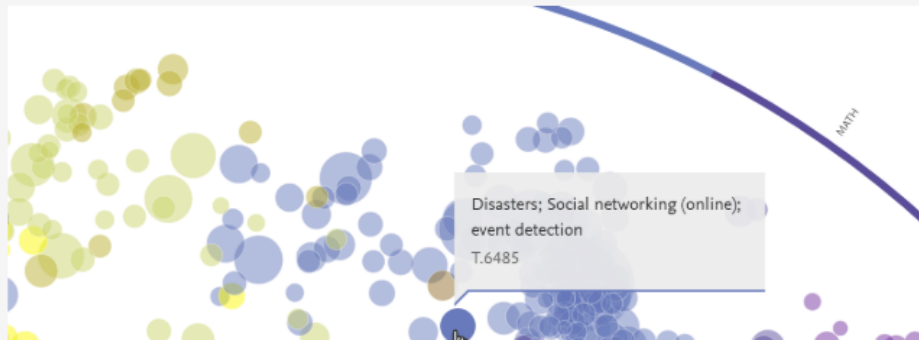 MATH
Disasters; Social networking (online);
event detection
T.6485